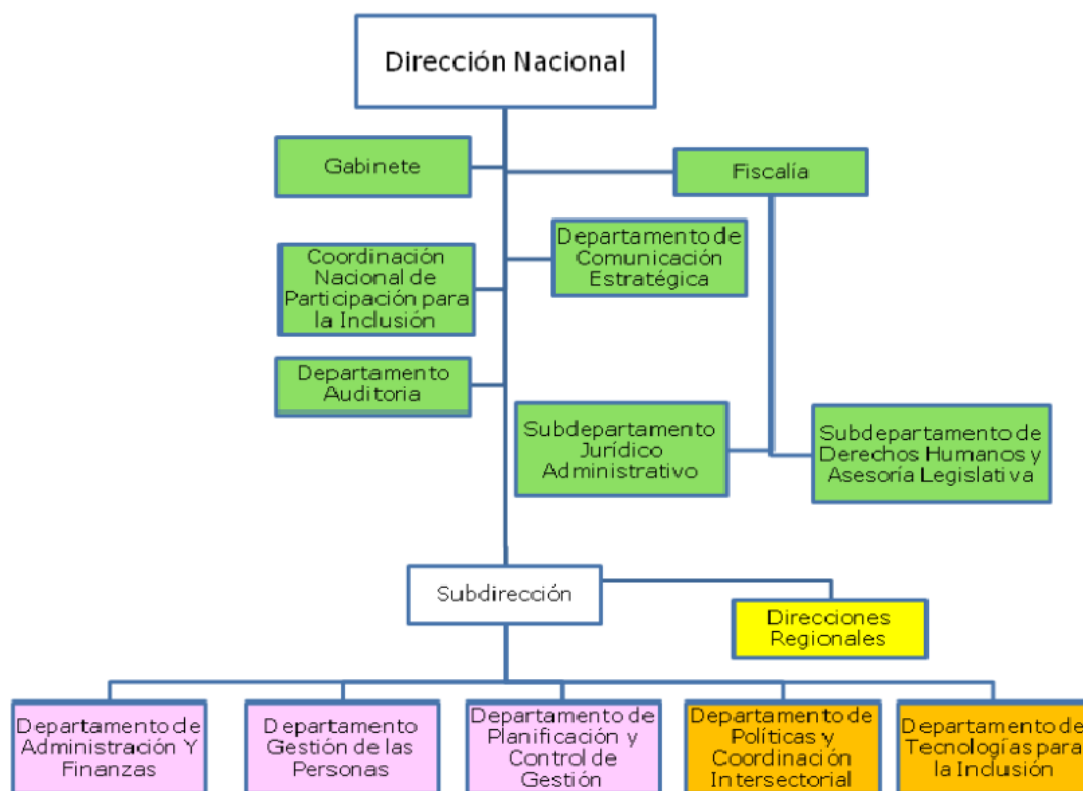 Dirección Nacional
Gabinete
Fiscalía
Departamento de
Comunicación
Estratégica
Coordinación
Nacional de
Participación para
la Inclusión
Departamento
Auditoria
Subdepartamento
Jurídico
Administrativo
Subdepartamento de
Derechos Humanos y
Asesoría Legislativa
Subdirección
Direcciones
Regionales
Departamento de
Administración Y
Finanzas
Departamento
Gestión de las
Personas
Departamento de
Planificación y
Control de
Gestión
Departamento de
Políticas y
Coordinación
Intersectorial
Departamento de
Tecnologías para
la Inclusión